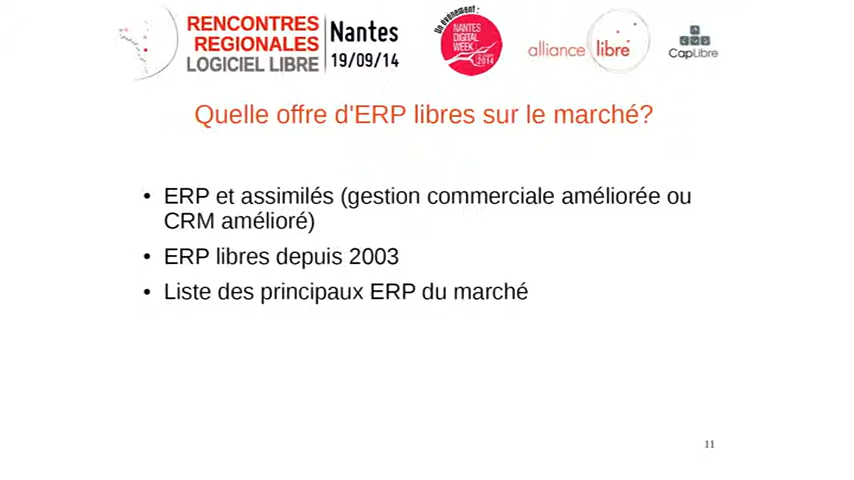 RENCONTRES
REGIONALES
LOGICIEL LIBRE
Nantes
19/09/14
Un événement :
NANTES
DIGITAL
WEEK
2014
alliance libre
CapLibre
Quelle offre d'ERP libres sur le marché?
• ERP et assimilés (gestion commerciale améliorée ou
CRM amélioré)
• ERP libres depuis 2003
• Liste des principaux ERP du marché
11